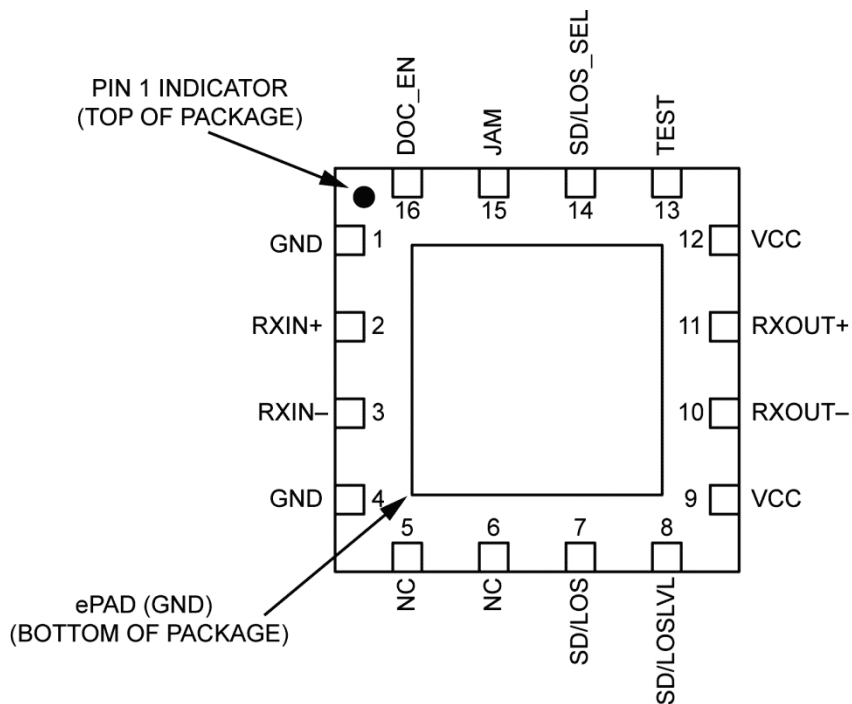 PIN 1 INDICATOR
(TOP OF PACKAGE)
DOC_EN
JAM
SD/LOS_SEL
TEST
16
15
14
13
GND 1
12 VCC
RXIN+ 2
11 RXOUT+
RXIN– 3
10 RXOUT–
GND 4
9 VCC
5
6
7
8
NC
NC
SD/LOS
SD/LOSLVL
ePAD (GND)
(BOTTOM OF PACKAGE)